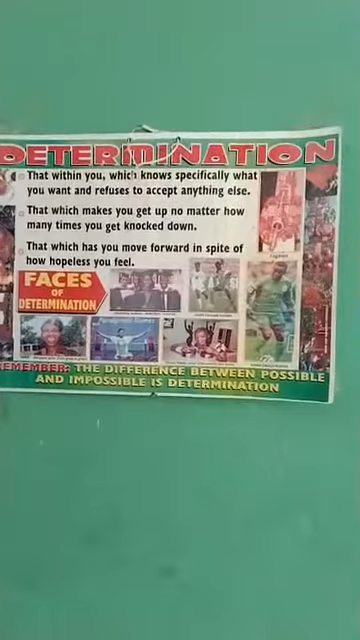 DETERMINATION
That within you, which knows specifically what
you want and refuses to accept anything else.
That which makes you get up no matter how
many times you get knocked down.
That which has you move forward in spite of
how hopeless you feel.
FACES
OF
DETERMINATION
REMEMBER: THE DIFFERENCE BETWEEN POSSIBLE
AND IMPOSSIBLE IS DETERMINATION